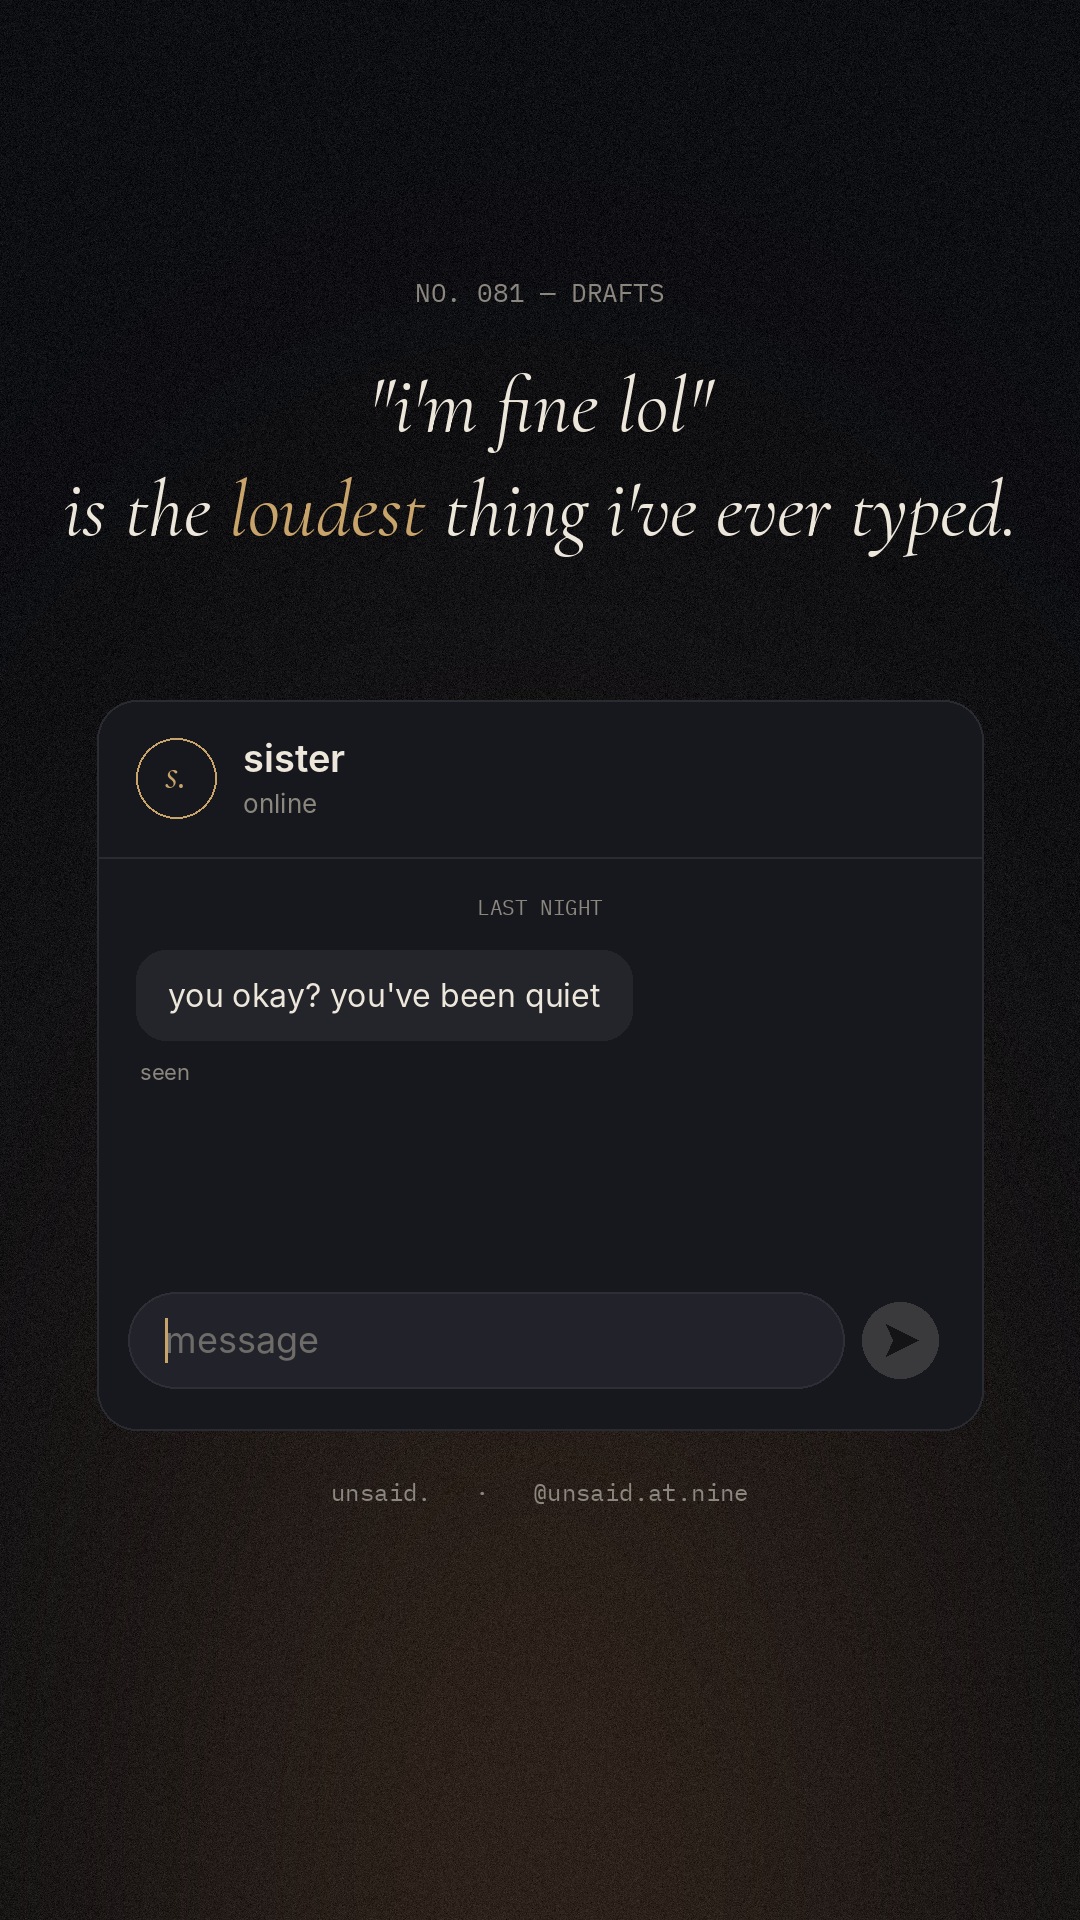 NO. 081 — DRAFTS
"i'm fine lol"
is the loudest thing i've ever typed.
s.
sister
online
LAST NIGHT
you okay? you've been quiet
seen
message
unsaid. · @unsaid.at.nine